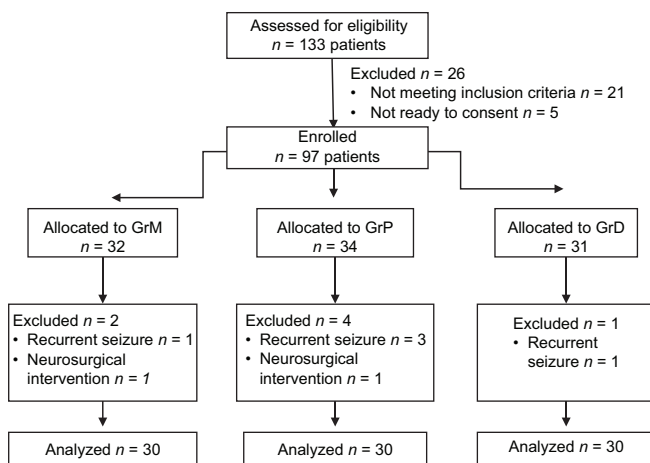 Assessed for eligibility
n = 133 patients
Excluded n = 26
• Not meeting inclusion criteria n = 21
• Not ready to consent n = 5
Enrolled
n = 97 patients
Allocated to GrM
n = 32
Allocated to GrP
n = 34
Allocated to GrD
n = 31
Excluded n = 2
• Recurrent seizure n = 1
• Neurosurgical
intervention n = 1
Excluded n = 4
• Recurrent seizure n = 3
• Neurosurgical
intervention n = 1
Excluded n = 1
• Recurrent
seizure n = 1
Analyzed n = 30
Analyzed n = 30
Analyzed n = 30